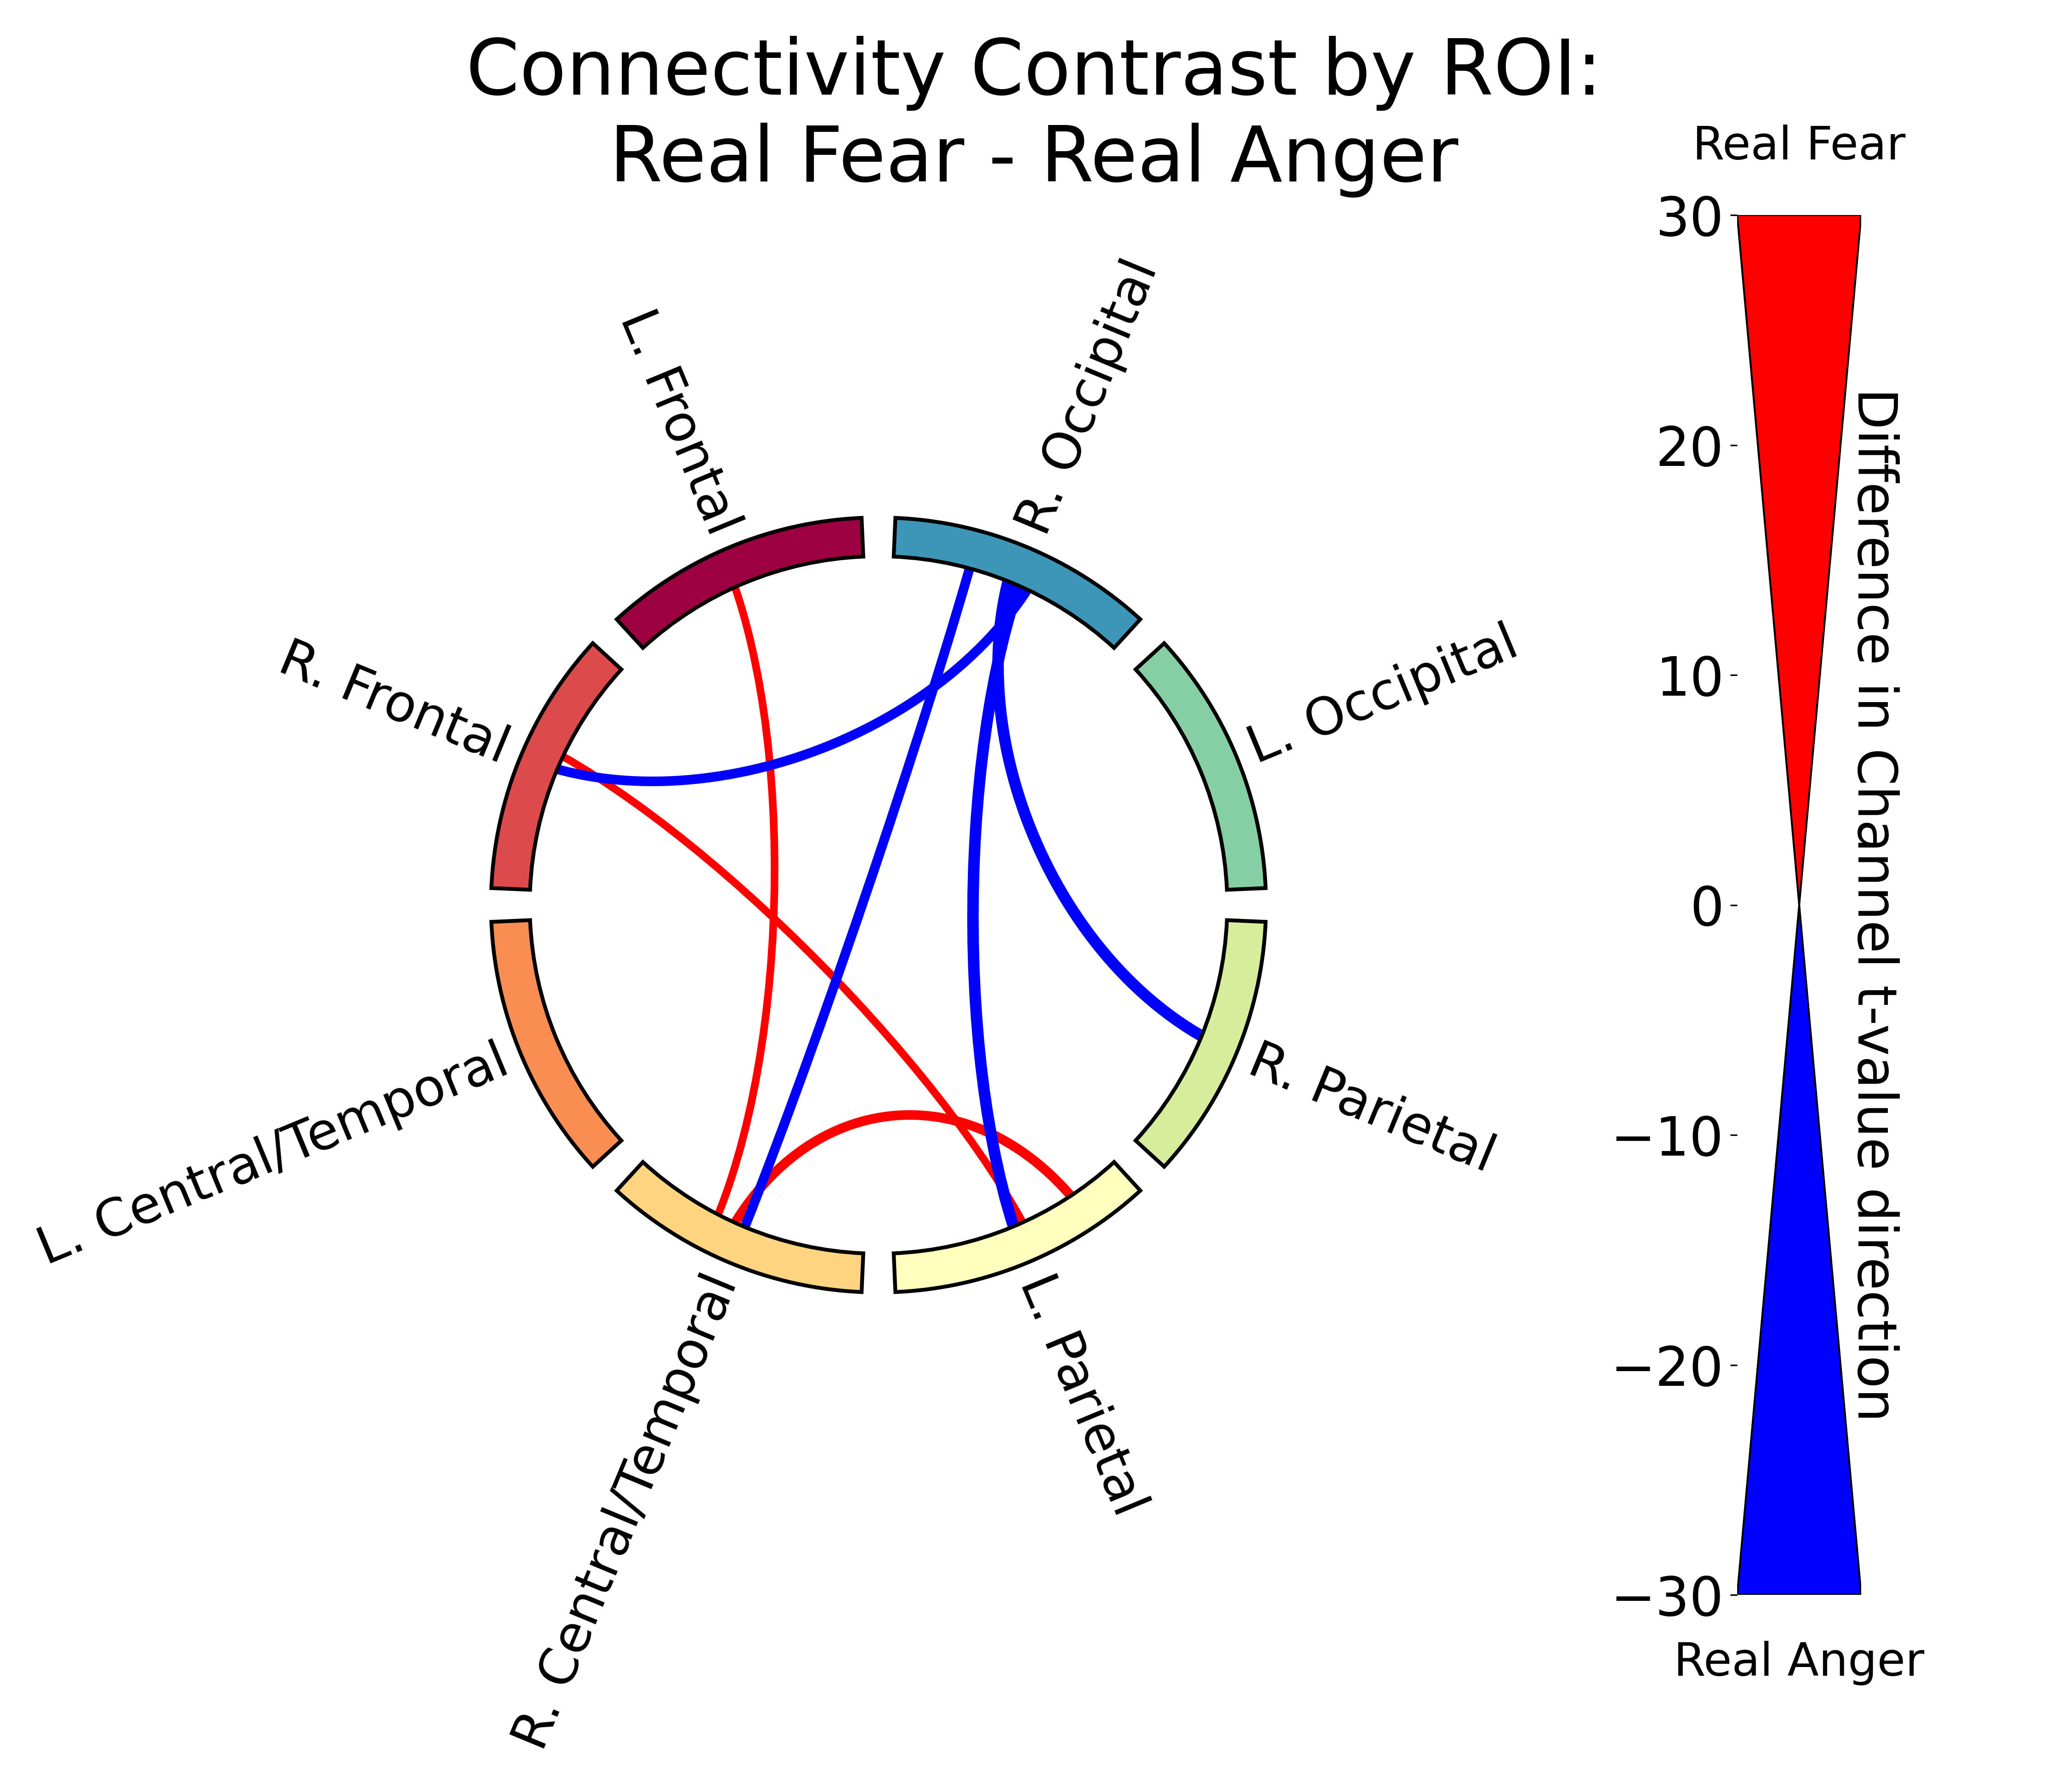 Connectivity Contrast by ROI:
Real Fear - Real Anger
Real Fear
30
20
10
0
−10
−20
−30
Real Anger
Difference in Channel t-value direction
R. Occipital
L. Frontal
R. Frontal
L. Occipital
L. Central/Temporal
R. Parietal
R. Central/Temporal
L. Parietal